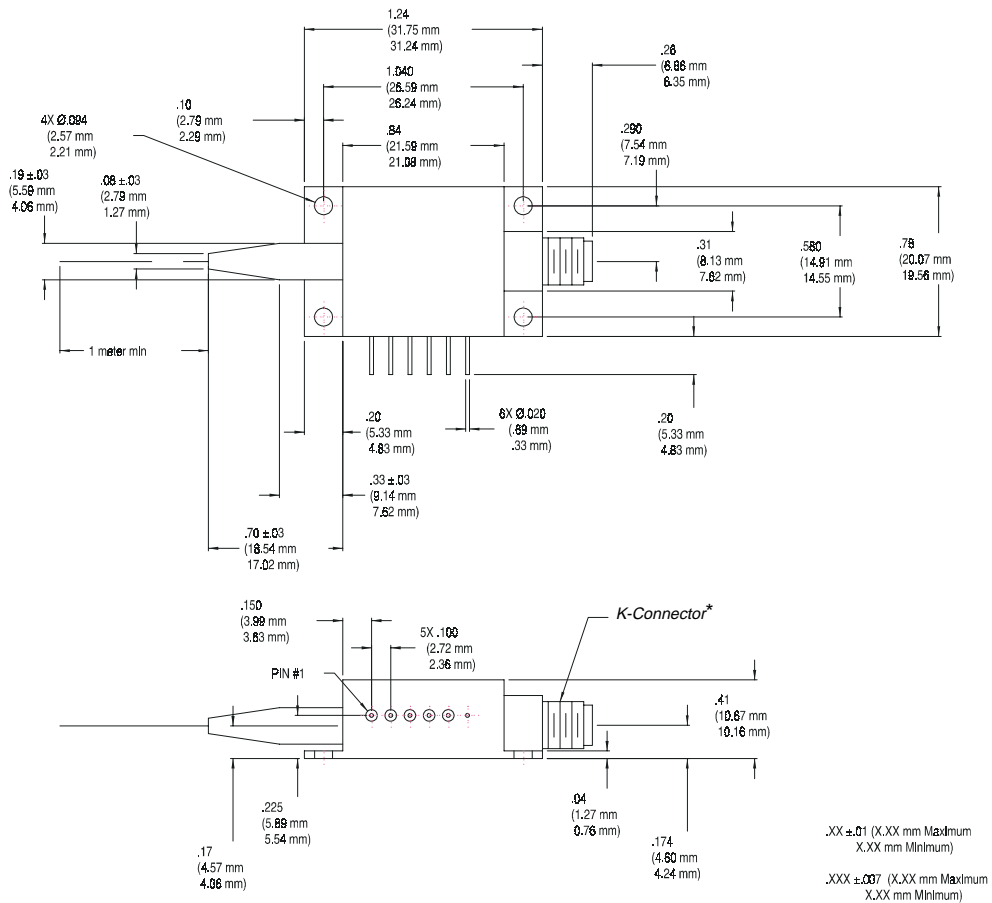 1.24
(31.75 mm
31.24 mm)
.26
(6.86 mm
6.35 mm)
1.040
(26.59 mm
26.24 mm)
.10
(2.79 mm
2.29 mm)
4X Ø.094
(2.57 mm
2.21 mm)
.84
(21.59 mm
21.08 mm)
.290
(7.54 mm
7.19 mm)
.19 ±.03
(5.59 mm
4.06 mm)
.08 ±.03
(2.79 mm
1.27 mm)
.31
(8.13 mm
7.62 mm)
.580
(14.91 mm
14.55 mm)
.78
(20.07 mm
19.56 mm)
1 meter min
.20
(5.33 mm
4.83 mm)
6X Ø.020
(.69 mm
.33 mm)
.20
(5.33 mm
4.83 mm)
.33 ±.03
(9.14 mm
7.62 mm)
.70 ±.03
(18.54 mm
17.02 mm)
.150
(3.99 mm
3.63 mm)
5X .100
(2.72 mm
2.36 mm)
K-Connector*
PIN #1
.41
(10.67 mm
10.16 mm)
.225
(5.89 mm
5.54 mm)
.04
(1.27 mm
0.76 mm)
.174
(4.60 mm
4.24 mm)
.17
(4.57 mm
4.06 mm)
.XX ±.01 (X.XX mm Maximum
X.XX mm Minimum)
.XXX ±.007 (X.XX mm Maximum
X.XX mm Minimum)